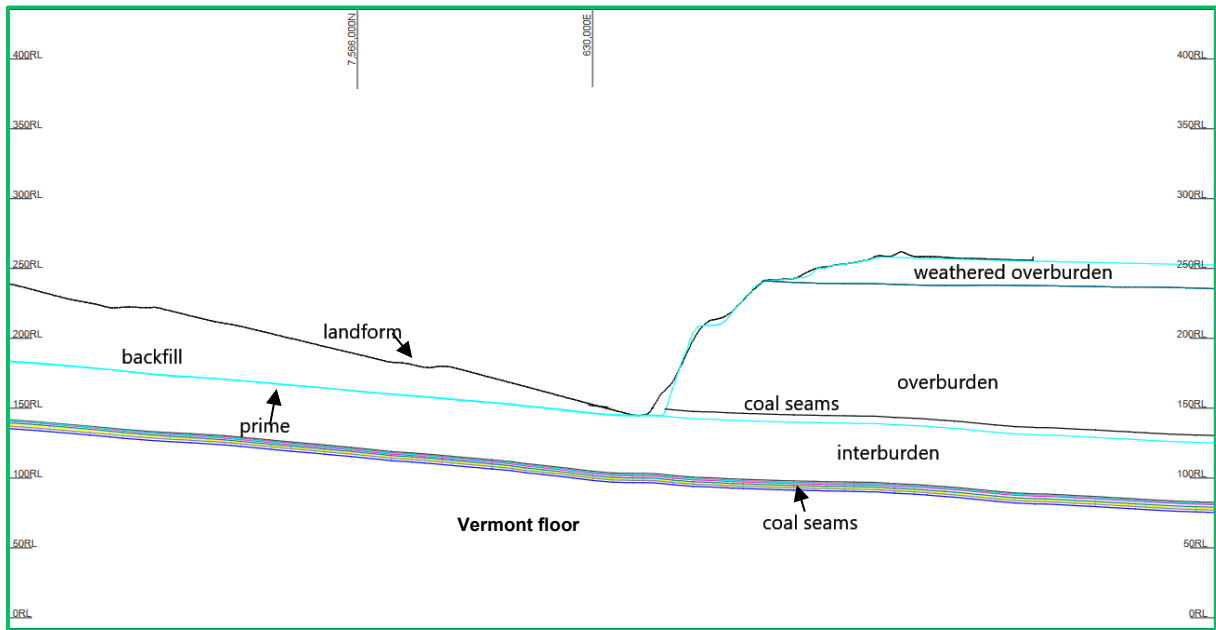 7,566,000N
630,000E
400RL 400RL
350RL 350RL
300RL 300RL
250RL 250RL
weathered overburden
200RL 200RL
landform
backfill
overburden
150RL 150RL
coal seams
prime
interburden
100RL 100RL
coal seams
Vermont floor
50RL 50RL
0RL 0RL